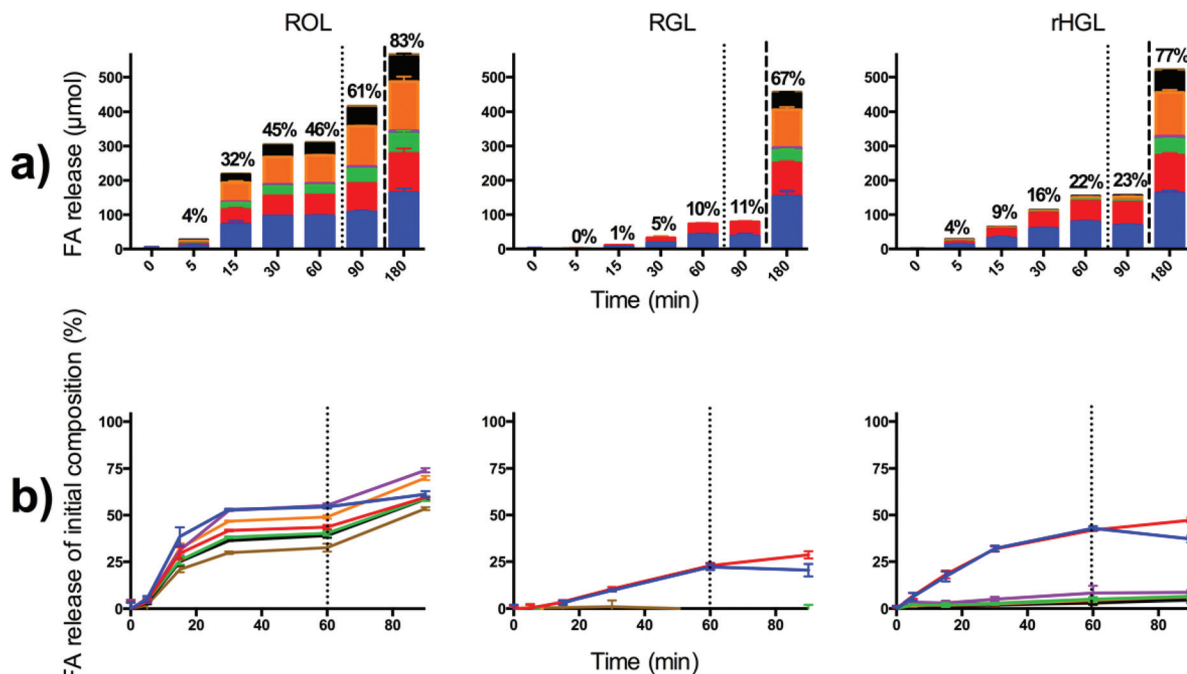 ROL RGL rHGL
a)
FA release (µmol)
500 400 300 200 100 0
4% 32% 45% 46% 61% 83%
0 5 15 30 60 90 180
500 400 300 200 100 0
0% 1% 5% 10% 11% 67%
0 5 15 30 60 90 180
500 400 300 200 100 0
4% 9% 16% 22% 23% 77%
0 5 15 30 60 90 180
Time (min)
b)
FA release of initial composition (%)
100 75 50 25 0
0 20 40 60 80
100 75 50 25 0
0 20 40 60 80
100 75 50 25 0
0 20 40 60 80
Time (min)